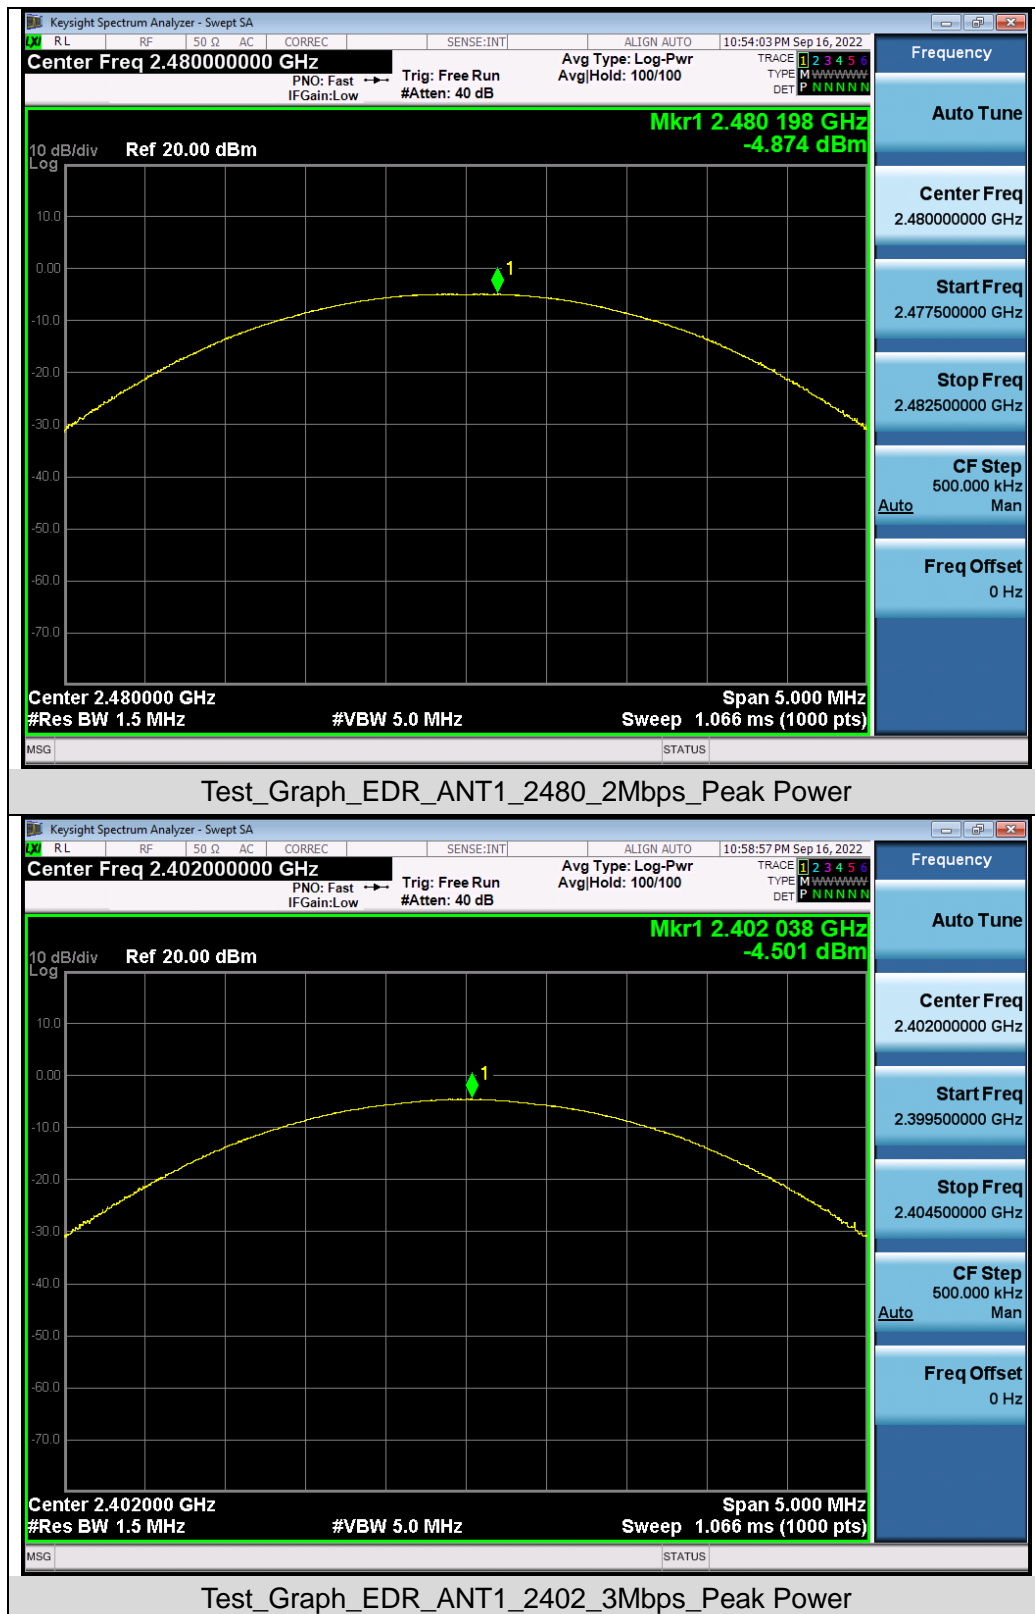 Keysight Spectrum Analyzer - Swept SA
LXI RL RF 50 Ω AC CORREC SENSE:INT ALIGN AUTO 10:54:03 PM Sep 16, 2022
Center Freq 2.480000000 GHz
PNO: Fast
IFGain:Low
Trig: Free Run
#Atten: 40 dB
Avg Type: Log-Pwr
Avg|Hold: 100/100
TRACE 1 2 3 4 5 6
TYPE M WWWWW
DET P N N N N N
Mkr1 2.480 198 GHz
-4.874 dBm
10 dB/div Ref 20.00 dBm
Log
10.0
0.00
1
-10.0
-20.0
-30.0
-40.0
-50.0
-60.0
-70.0
Center 2.480000 GHz Span 5.000 MHz
#Res BW 1.5 MHz #VBW 5.0 MHz Sweep 1.066 ms (1000 pts)
MSG STATUS
Frequency
Auto Tune
Center Freq
2.480000000 GHz
Start Freq
2.477500000 GHz
Stop Freq
2.482500000 GHz
CF Step
500.000 kHz
Auto Man
Freq Offset
0 Hz
Test_Graph_EDR_ANT1_2480_2Mbps_Peak Power
Keysight Spectrum Analyzer - Swept SA
LXI RL RF 50 Ω AC CORREC SENSE:INT ALIGN AUTO 10:58:57 PM Sep 16, 2022
Center Freq 2.402000000 GHz
PNO: Fast
IFGain:Low
Trig: Free Run
#Atten: 40 dB
Avg Type: Log-Pwr
Avg|Hold: 100/100
TRACE 1 2 3 4 5 6
TYPE M WWWWW
DET P N N N N N
Mkr1 2.402 038 GHz
-4.501 dBm
10 dB/div Ref 20.00 dBm
Log
10.0
0.00
1
-10.0
-20.0
-30.0
-40.0
-50.0
-60.0
-70.0
Center 2.402000 GHz Span 5.000 MHz
#Res BW 1.5 MHz #VBW 5.0 MHz Sweep 1.066 ms (1000 pts)
MSG STATUS
Frequency
Auto Tune
Center Freq
2.402000000 GHz
Start Freq
2.399500000 GHz
Stop Freq
2.404500000 GHz
CF Step
500.000 kHz
Auto Man
Freq Offset
0 Hz
Test_Graph_EDR_ANT1_2402_3Mbps_Peak Power